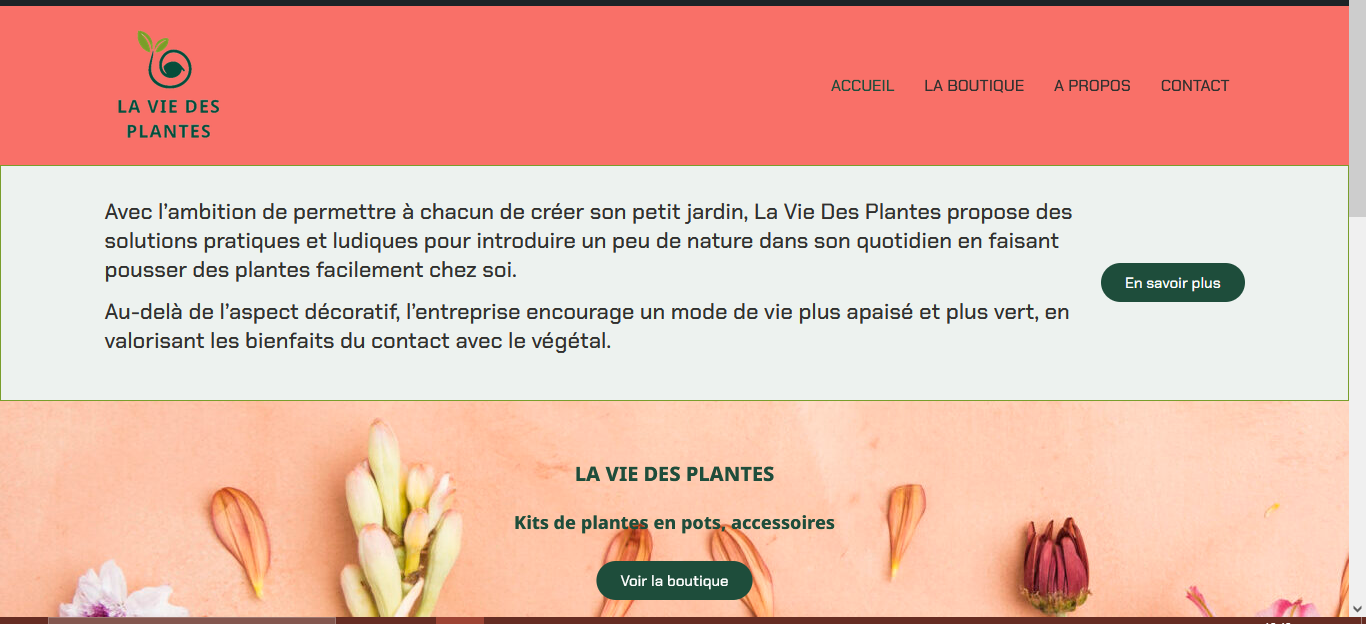 LA VIE DES
PLANTES
ACCUEIL LA BOUTIQUE A PROPOS CONTACT
Avec l’ambition de permettre à chacun de créer son petit jardin, La Vie Des Plantes propose des
solutions pratiques et ludiques pour introduire un peu de nature dans son quotidien en faisant
pousser des plantes facilement chez soi.
Au-delà de l’aspect décoratif, l’entreprise encourage un mode de vie plus apaisé et plus vert, en
valorisant les bienfaits du contact avec le végétal.
En savoir plus
LA VIE DES PLANTES
Kits de plantes en pots, accessoires
Voir la boutique